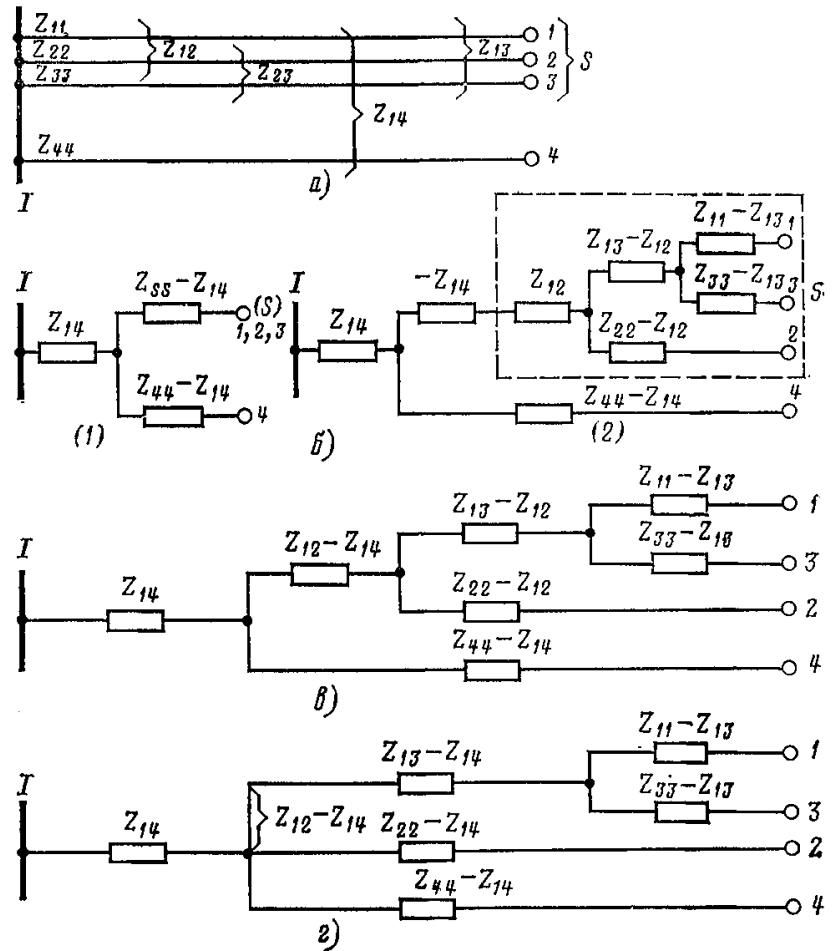 Z11
Z22
Z33
Z12
Z23
Z13
Z14
1
2
3
S
Z44
4
а)
I
I
Z14
ZSS–Z14
(S)
1,2,3
Z44–Z14
4
(1)
б)
I
Z14
–Z14
Z12
Z13–Z12
Z11–Z13
1
Z33–Z13
3
S
Z22–Z12
2
Z44–Z14
4
(2)
I
Z14
Z12–Z14
Z13–Z12
Z11–Z13
1
Z33–Z13
3
Z22–Z12
2
Z44–Z14
4
в)
I
Z14
Z12–Z14
Z13–Z14
Z11–Z13
1
Z33–Z13
3
Z22–Z14
2
Z44–Z14
4
г)